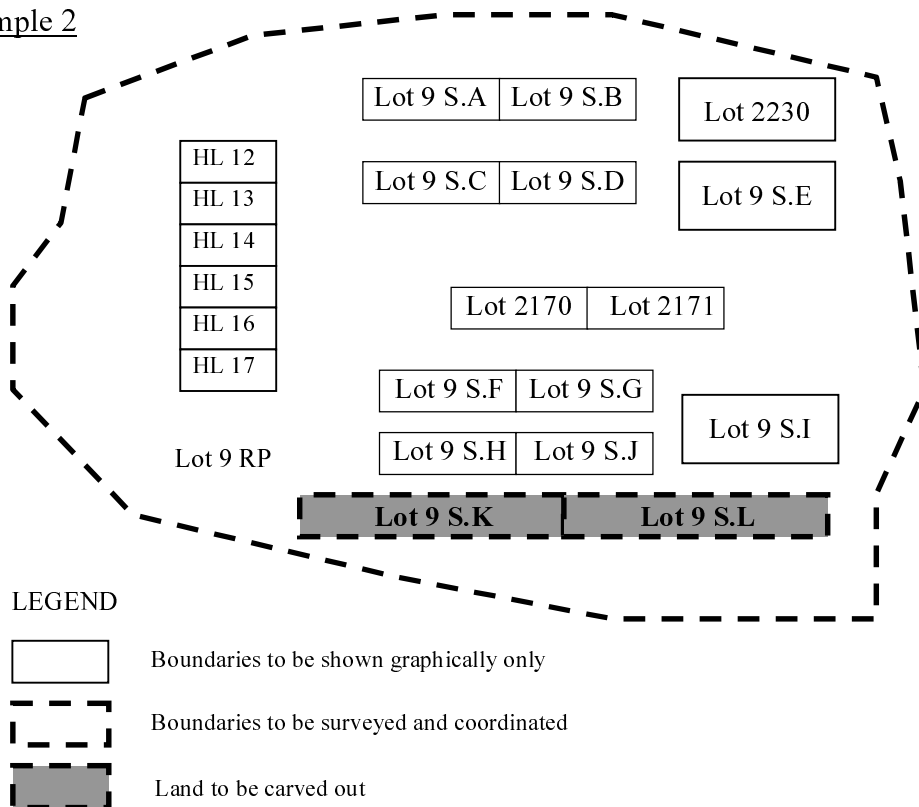 mple 2
Lot 9 S.A Lot 9 S.B
Lot 2230
HL 12
Lot 9 S.C Lot 9 S.D
Lot 9 S.E
HL 13
HL 14
HL 15
Lot 2170 Lot 2171
HL 16
HL 17
Lot 9 S.F Lot 9 S.G
Lot 9 S.I
Lot 9 RP
Lot 9 S.H Lot 9 S.J
Lot 9 S.K Lot 9 S.L
LEGEND
Boundaries to be shown graphically only
Boundaries to be surveyed and coordinated
Land to be carved out